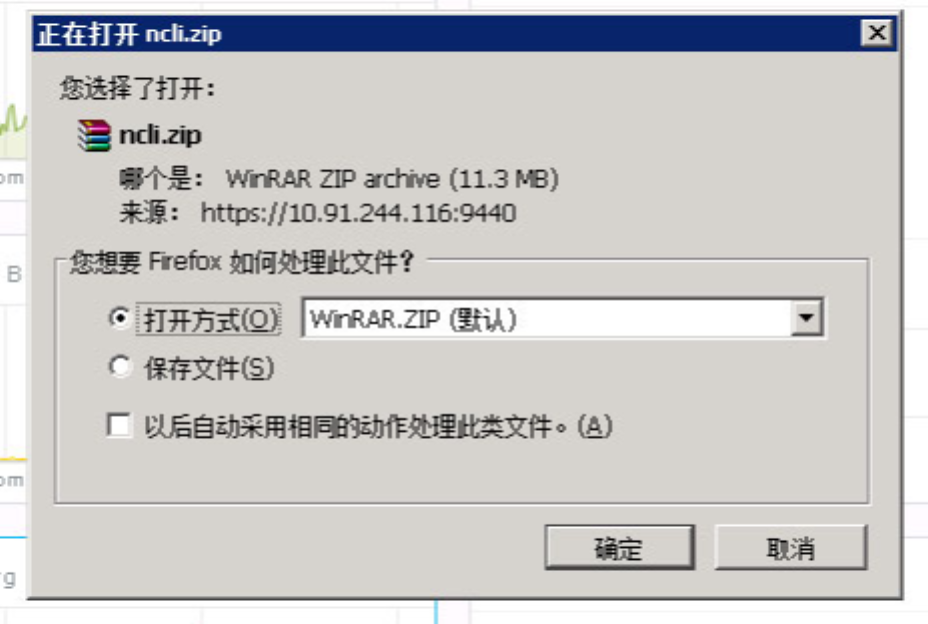 正在打开 ncli.zip
您选择了打开：
ncli.zip
哪个是： WinRAR ZIP archive (11.3 MB)
来源： https://10.91.244.116:9440
您想要 Firefox 如何处理此文件？
打开方式(O) WinRAR.ZIP (默认)
保存文件(S)
以后自动采用相同的动作处理此类文件。(A)
确定 取消
om
B
om
g